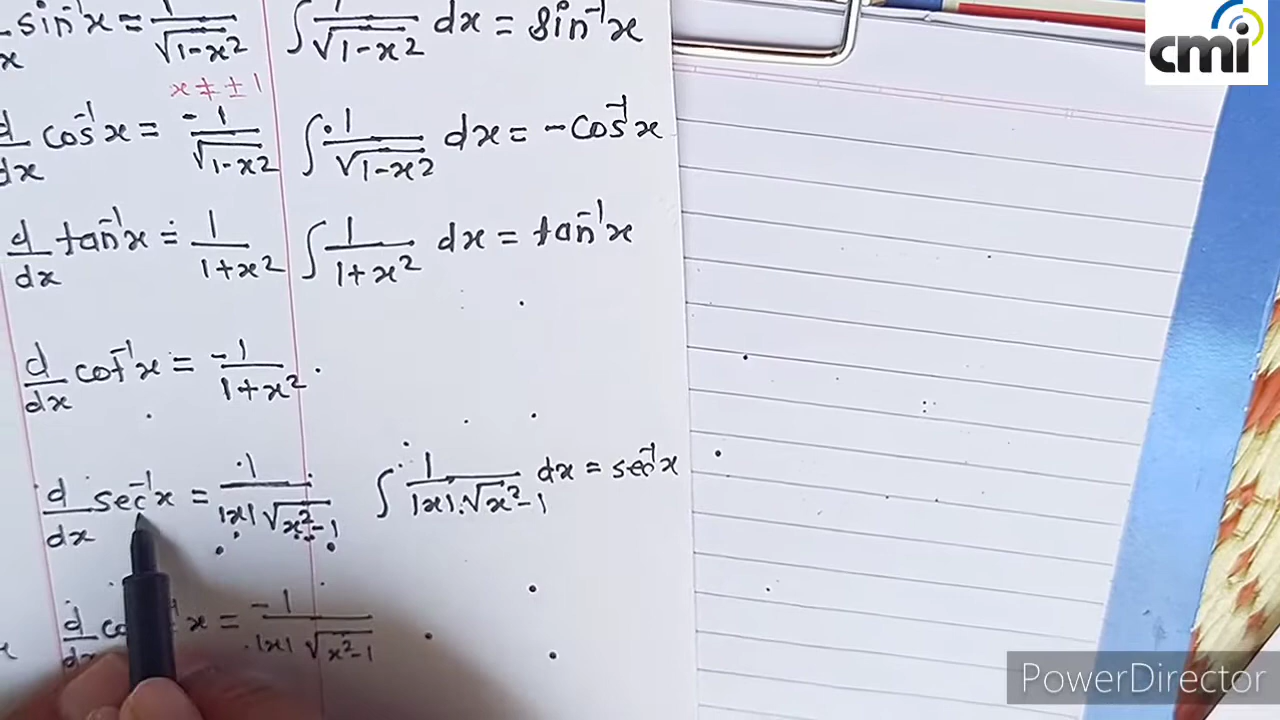 sin⁻¹x = 1/√(1-x²) ∫ 1/√(1-x²) dx = sin⁻¹x
x
x ≠ ±1
d/dx cos⁻¹x = -1/√(1-x²) ∫ 1/√(1-x²) dx = -cos⁻¹x
d/dx tan⁻¹x = 1/(1+x²) ∫ 1/(1+x²) dx = tan⁻¹x
d/dx cot⁻¹x = -1/(1+x²)
d/dx sec⁻¹x = 1/(|x|√(x²-1)) ∫ 1/(|x|·√(x²-1)) dx = sec⁻¹x
d/dx co x = -1/(|x|√(x²-1))
x
cmi
PowerDirector